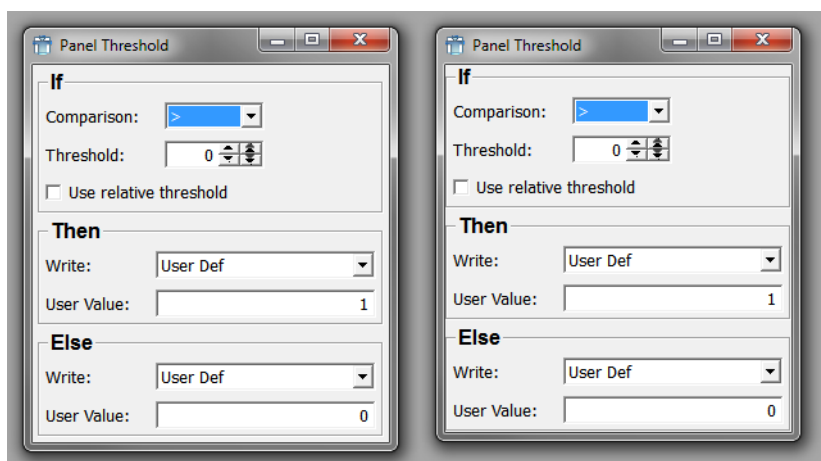 Panel Threshold
If
Comparison: >
Threshold: 0
Use relative threshold
Then
Write: User Def
User Value: 1
Else
Write: User Def
User Value: 0
Panel Threshold
If
Comparison: >
Threshold: 0
Use relative threshold
Then
Write: User Def
User Value: 1
Else
Write: User Def
User Value: 0